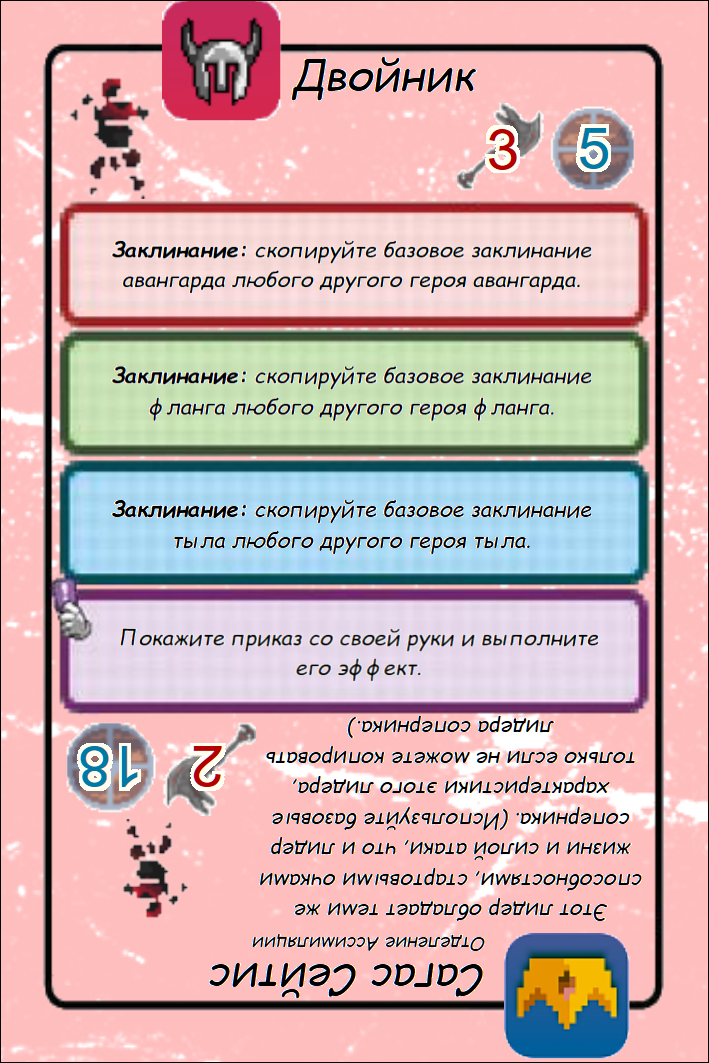 Двойник
3 5
Заклинание: скопируйте базовое заклинание
авангарда любого другого героя авангарда.
Заклинание: скопируйте базовое заклинание
фланга любого другого героя фланга.
Заклинание: скопируйте базовое заклинание
тыла любого другого героя тыла.
Покажите приказ со своей руки и выполните
его эффект.
Сагас Сейтис
Отделение Ассимиляции
Этот лидер обладает теми же
способностями, стартовыми очками
жизни и силой атаки, что и лидер
соперника. (Используйте базовые
характеристики этого лидера,
только если не можете копировать
лидера соперника.)
2 18